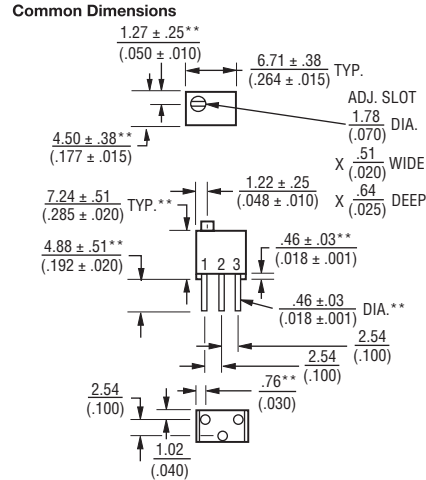 Common Dimensions
1.27 ± .25**
(.050 ± .010)
6.71 ± .38
(.264 ± .015)
TYP.
ADJ. SLOT
1.78
(.070)
DIA.
4.50 ± .38**
(.177 ± .015)
X .51
(.020)
WIDE
X .64
(.025)
DEEP
7.24 ± .51
(.285 ± .020)
TYP.**
1.22 ± .25
(.048 ± .010)
4.88 ± .51**
(.192 ± .020)
.46 ± .03**
(.018 ± .001)
1 2 3
.46 ± .03
(.018 ± .001)
DIA.**
2.54
(.100)
2.54
(.100)
2.54
(.100)
.76**
(.030)
1.02
(.040)